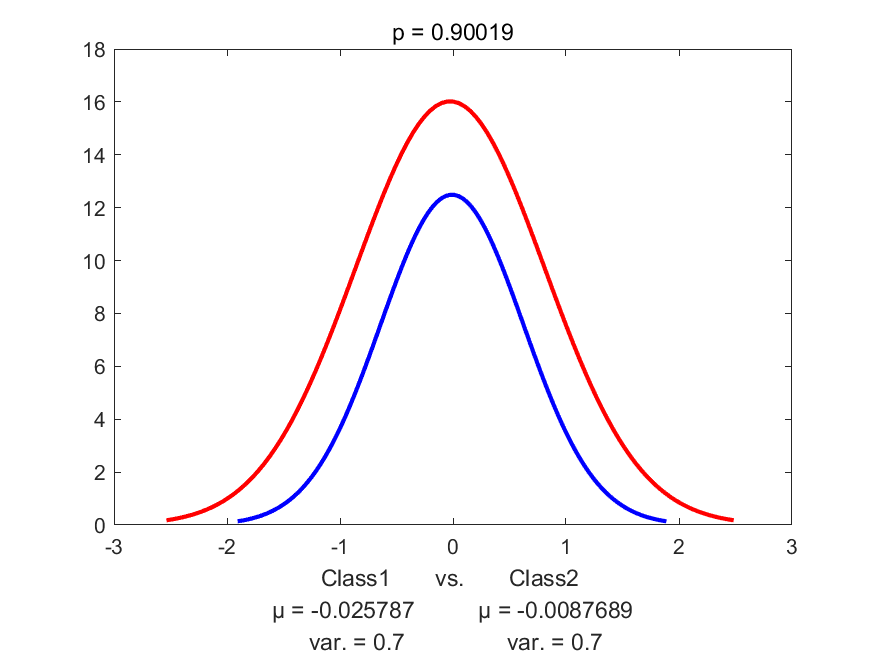 p = 0.90019
18
16
14
12
10
8
6
4
2
0
-3 -2 -1 0 1 2 3
Class1 vs. Class2
μ = -0.025787 μ = -0.0087689
var. = 0.7 var. = 0.7